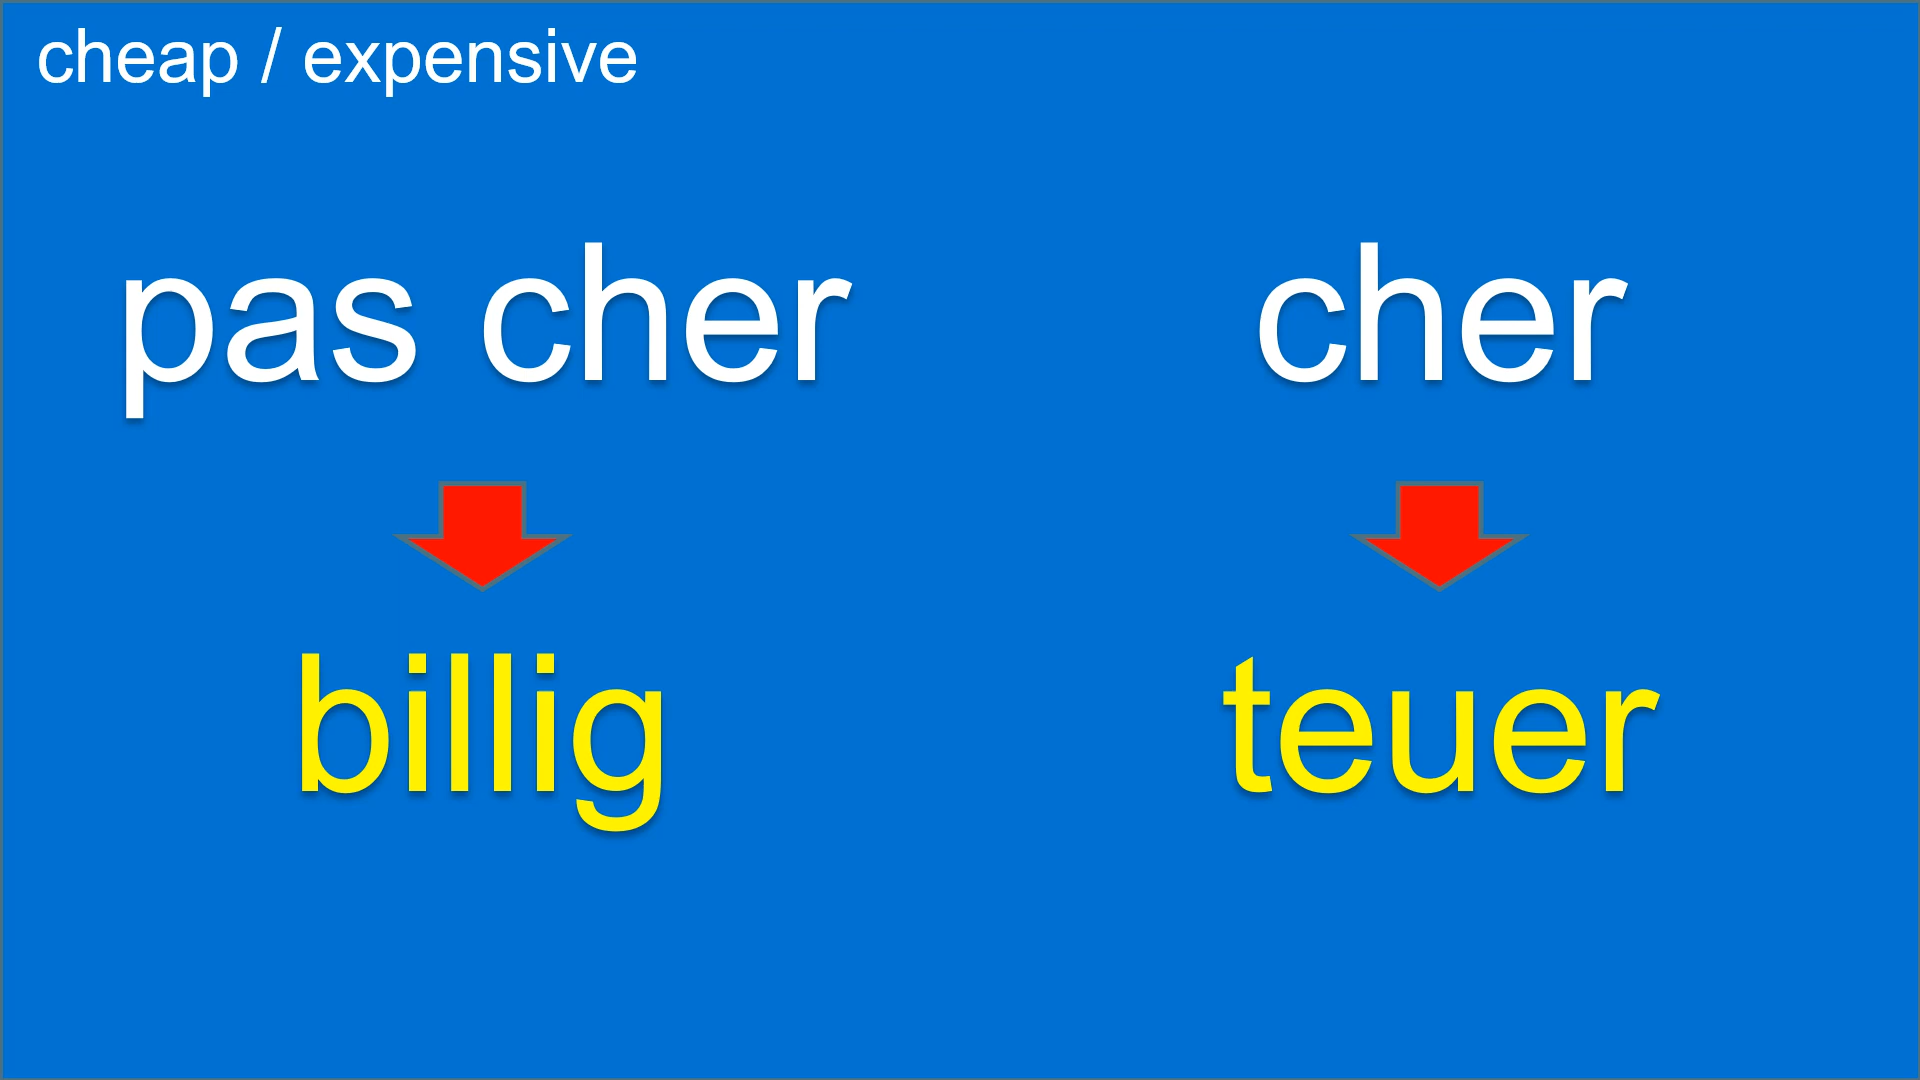 cheap / expensive
pas cher
cher
billig
teuer